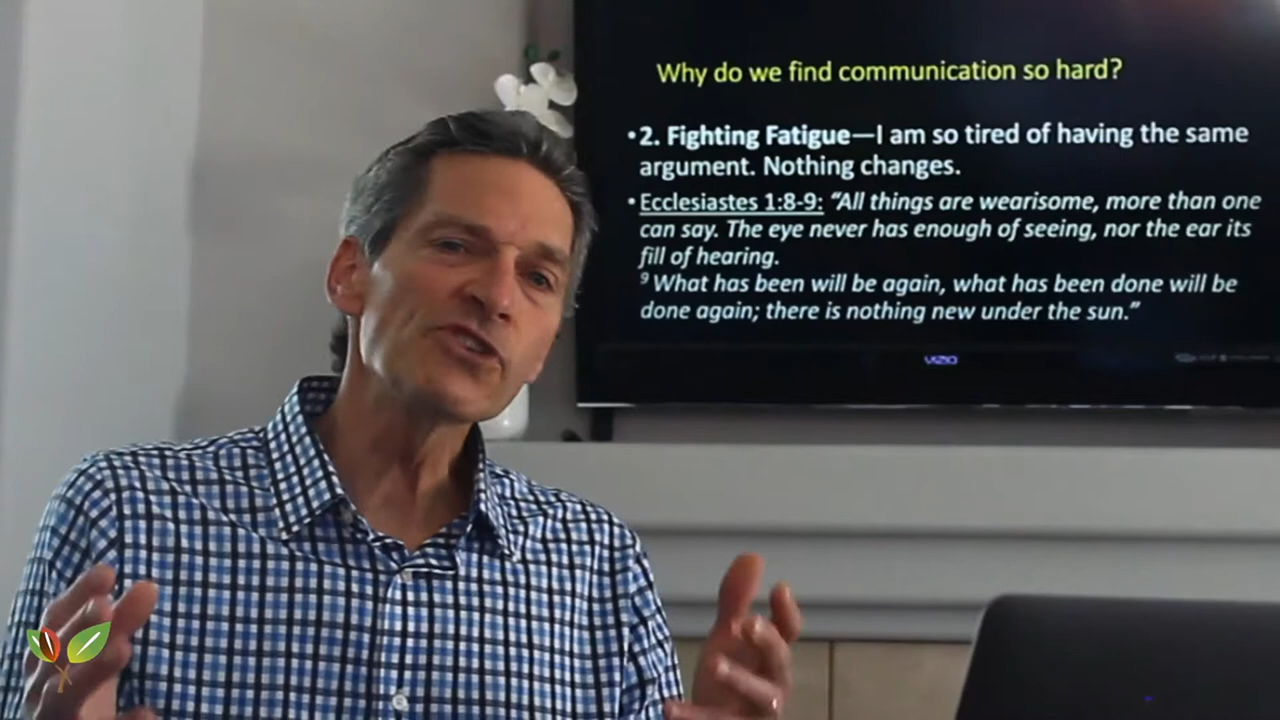 Why do we find communication so hard?
•2. Fighting Fatigue—I am so tired of having the same
argument. Nothing changes.
•Ecclesiastes 1:8-9: “All things are wearisome, more than one
can say. The eye never has enough of seeing, nor the ear its
fill of hearing.
⁹ What has been will be again, what has been done will be
done again; there is nothing new under the sun.”
VIZIO